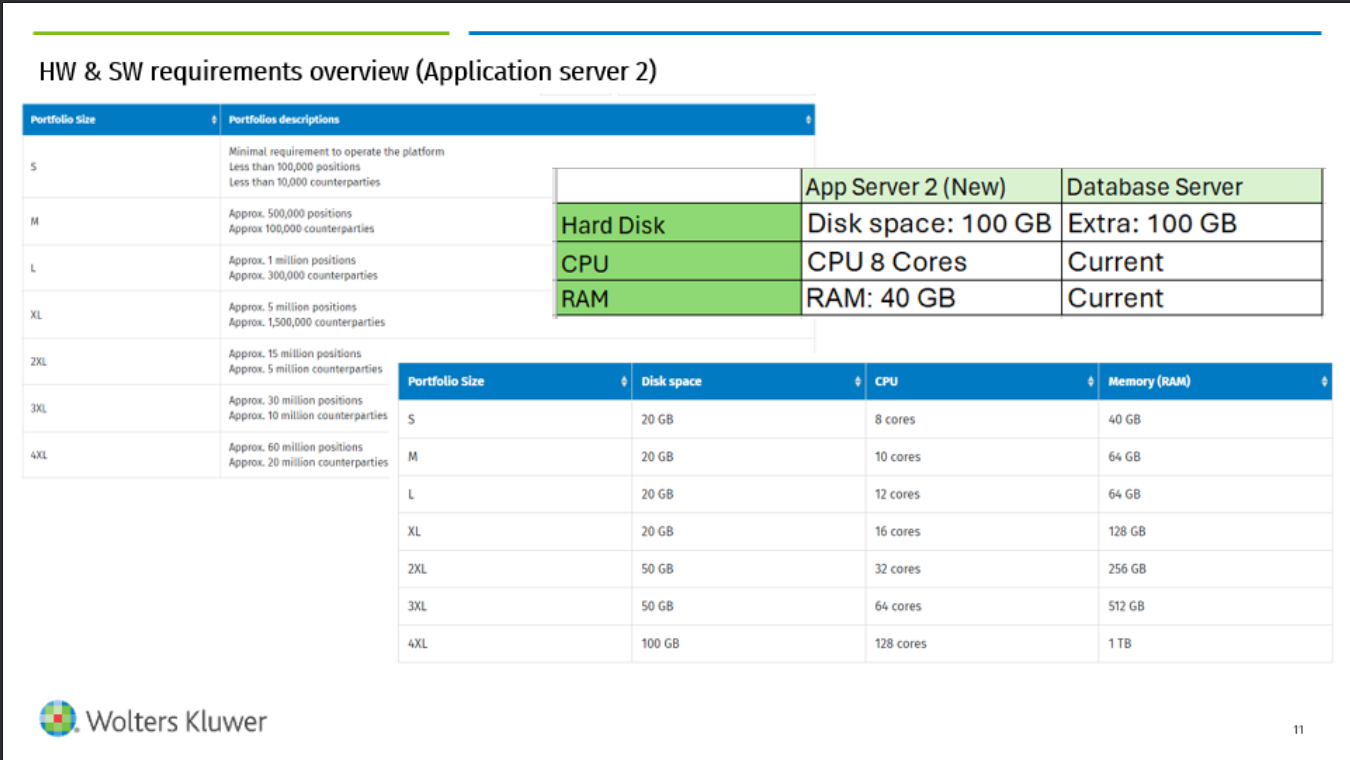 HW & SW requirements overview (Application server 2)
Portfolio Size Portfolios descriptions
S Minimal requirement to operate the platform
Less than 100,000 positions
Less than 10,000 counterparties
M Approx. 500,000 positions
Approx 100,000 counterparties
L Approx. 1 million positions
Approx. 300,000 counterparties
XL Approx. 5 million positions
Approx. 1,500,000 counterparties
2XL Approx. 15 million positions
Approx. 5 million counterparties
3XL Approx. 30 million positions
Approx. 10 million counterparties
4XL Approx. 60 million positions
Approx. 20 million counterparties
App Server 2 (New) Database Server
Hard Disk Disk space: 100 GB Extra: 100 GB
CPU CPU 8 Cores Current
RAM RAM: 40 GB Current
Portfolio Size Disk space CPU Memory (RAM)
S 20 GB 8 cores 40 GB
M 20 GB 10 cores 64 GB
L 20 GB 12 cores 64 GB
XL 20 GB 16 cores 128 GB
2XL 50 GB 32 cores 256 GB
3XL 50 GB 64 cores 512 GB
4XL 100 GB 128 cores 1 TB
Wolters Kluwer
11